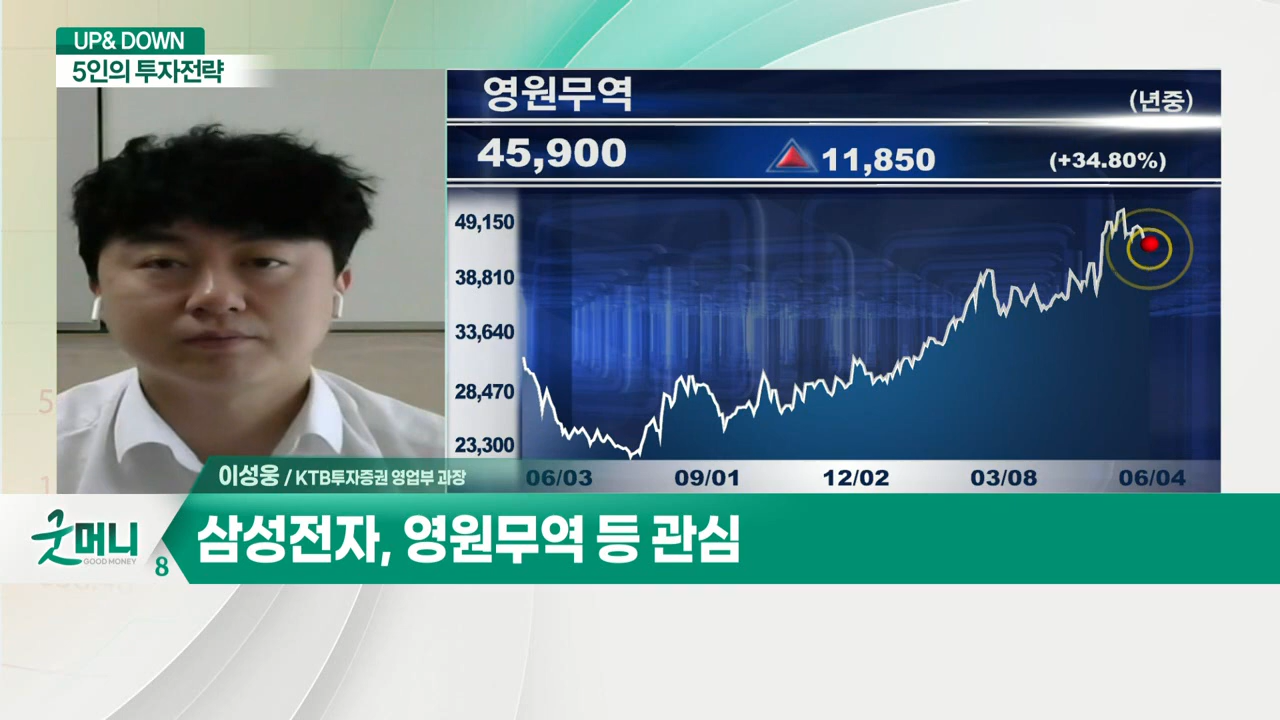 UP& DOWN
5인의 투자전략
영원무역
(년중)
45,900
11,850
(+34.80%)
49,150
38,810
33,640
28,470
23,300
06/03
09/01
12/02
03/08
06/04
이성웅 / KTB투자증권 영업부 과장
굿머니
GOOD MONEY
8
삼성전자, 영원무역 등 관심
5
1